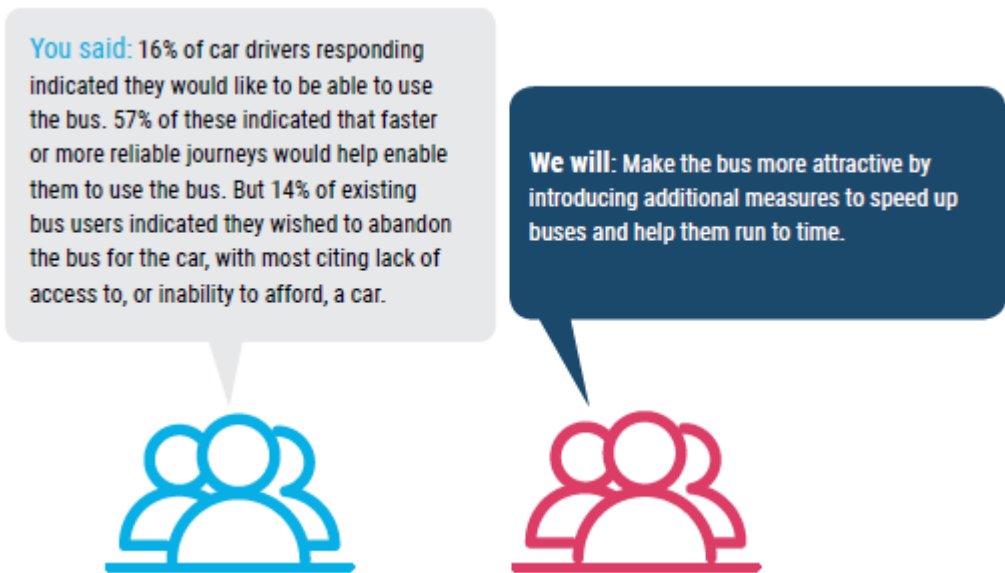 You said: 16% of car drivers responding
indicated they would like to be able to use
the bus. 57% of these indicated that faster
or more reliable journeys would help enable
them to use the bus. But 14% of existing
bus users indicated they wished to abandon
the bus for the car, with most citing lack of
access to, or inability to afford, a car.
We will: Make the bus more attractive by
introducing additional measures to speed up
buses and help them run to time.